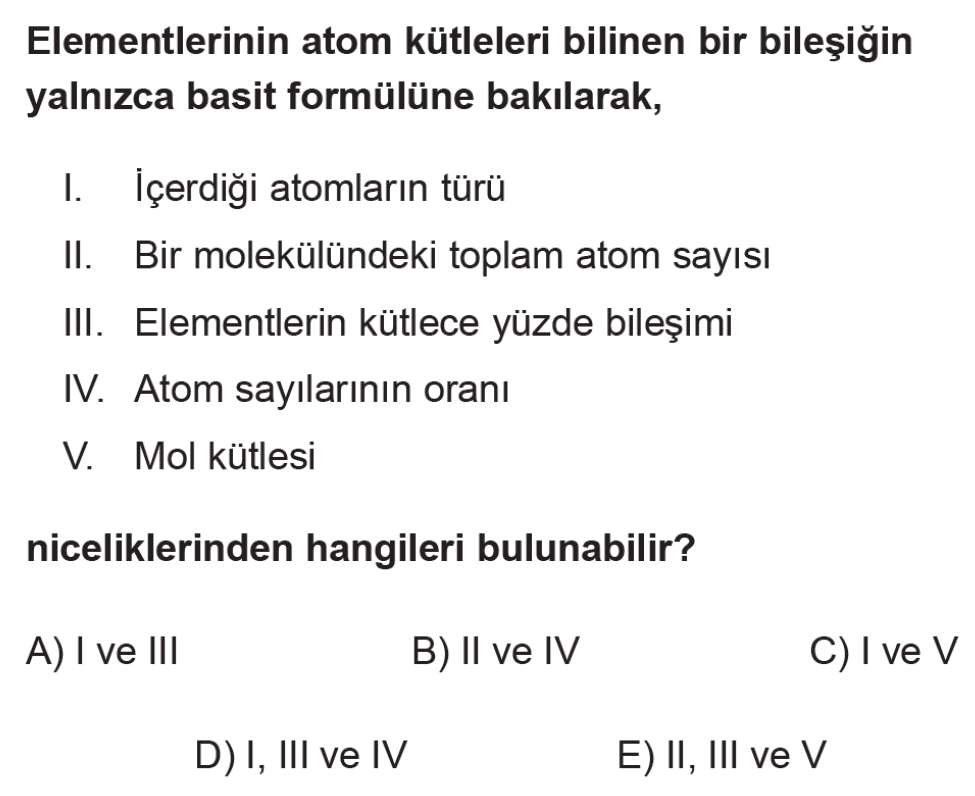 Elementlerinin atom kütleleri bilinen bir bileşiğin
yalnızca basit formülüne bakılarak,
I. İçerdiği atomların türü
II. Bir molekülündeki toplam atom sayısı
III. Elementlerin kütlece yüzde bileşimi
IV. Atom sayılarının oranı
V. Mol kütlesi
niceliklerinden hangileri bulunabilir?
A) I ve III B) II ve IV C) I ve V
D) I, III ve IV E) II, III ve V